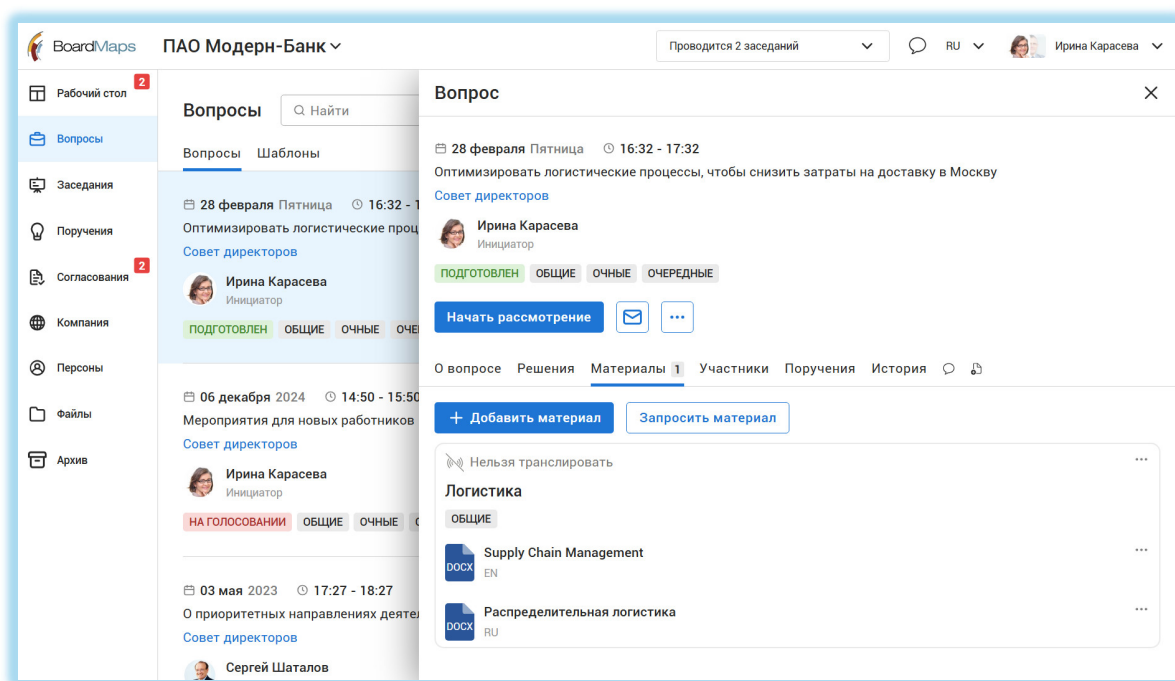 BoardMaps
ПАО Модерн-Банк
Проводится 2 заседаний
RU
Ирина Карасева
Рабочий стол
2
Вопросы
Заседания
Поручения
Согласования
2
Компания
Персоны
Файлы
Архив
Вопросы
Найти
Вопросы Шаблоны
28 февраля Пятница 16:32 - 1
Оптимизировать логистические проц
Совет директоров
Ирина Карасева
Инициатор
ПОДГОТОВЛЕН ОБЩИЕ ОЧНЫЕ ОЧЕ
06 декабря 2024 14:50 - 15:50
Мероприятия для новых работников
Совет директоров
Ирина Карасева
Инициатор
НА ГОЛОСОВАНИИ ОБЩИЕ ОЧНЫЕ
03 мая 2023 17:27 - 18:27
О приоритетных направлениях деяте
Совет директоров
Сергей Шаталов
Вопрос
28 февраля Пятница 16:32 - 17:32
Оптимизировать логистические процессы, чтобы снизить затраты на доставку в Москву
Совет директоров
Ирина Карасева
Инициатор
ПОДГОТОВЛЕН ОБЩИЕ ОЧНЫЕ ОЧЕРЕДНЫЕ
Начать рассмотрение
О вопросе Решения Материалы 1 Участники Поручения История
+ Добавить материал Запросить материал
Нельзя транслировать
Логистика
ОБЩИЕ
DOCX
Supply Chain Management
EN
DOCX
Распределительная логистика
RU